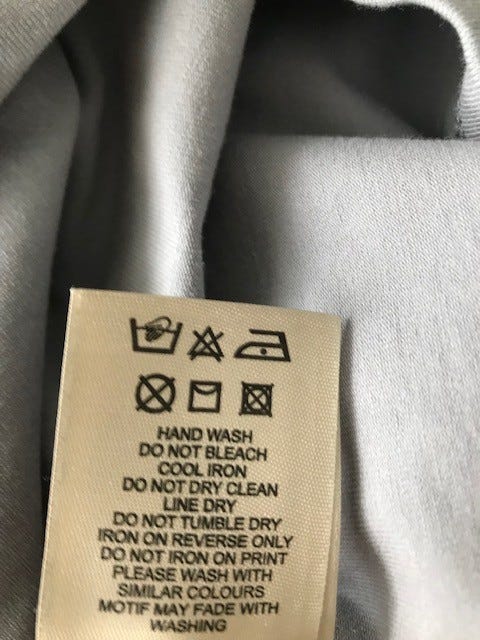 HAND WASH
DO NOT BLEACH
COOL IRON
DO NOT DRY CLEAN
LINE DRY
DO NOT TUMBLE DRY
IRON ON REVERSE ONLY
DO NOT IRON ON PRINT
PLEASE WASH WITH
SIMILAR COLOURS
MOTIF MAY FADE WITH
WASHING